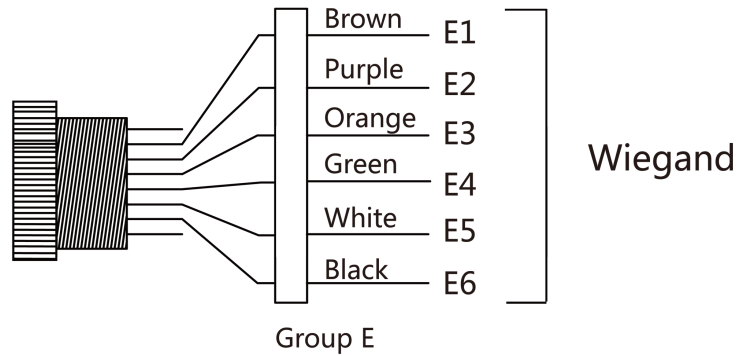 Brown E1
Purple E2
Orange E3
Green E4
White E5
Black E6
Wiegand
Group E